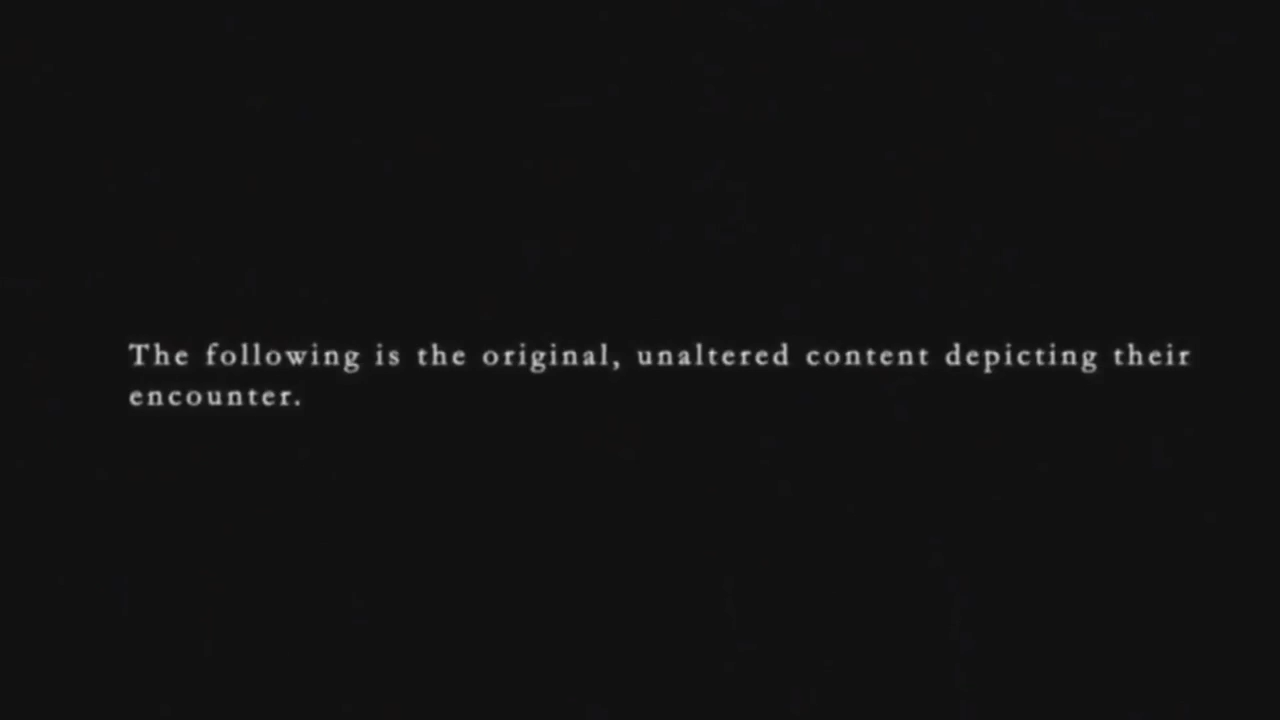 The following is the original, unaltered content depicting their
encounter.